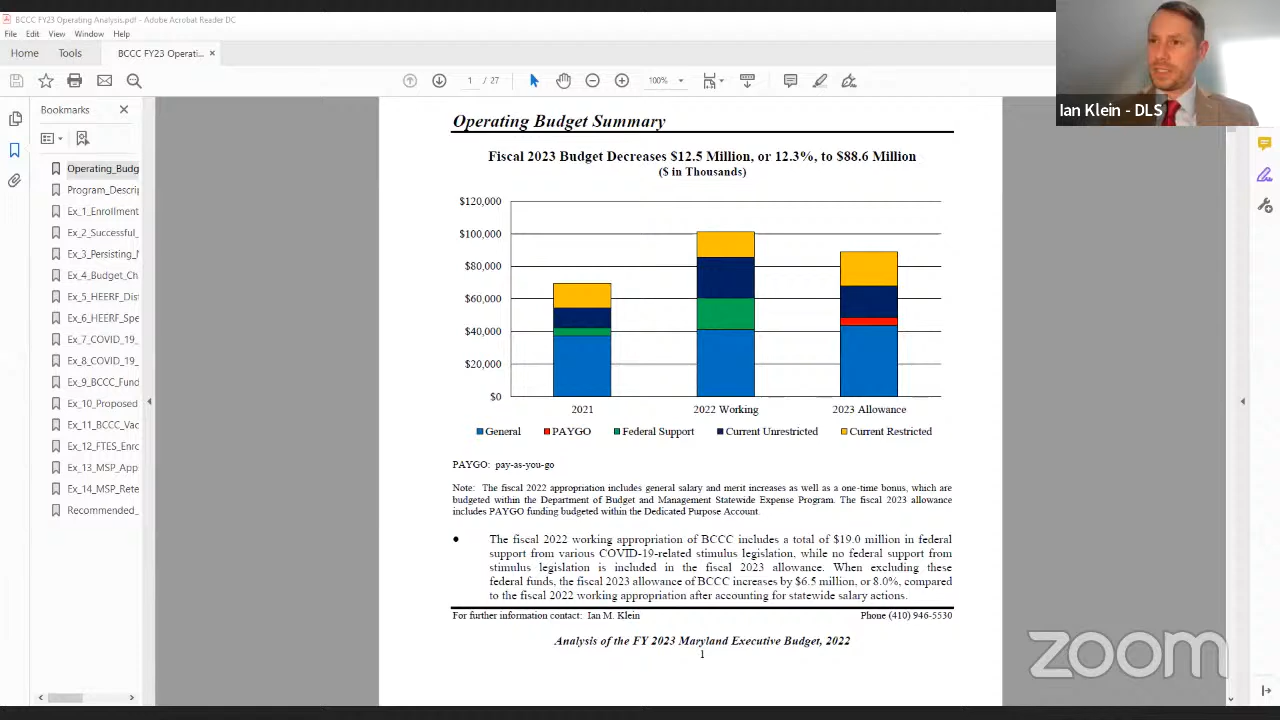 BCCC FY23 Operating Analysis.pdf - Adobe Acrobat Reader DC
File Edit View Window Help
Home Tools BCCC FY23 Operati... ×
1 / 27 100%
Ian Klein - DLS
Bookmarks
Operating_Budg
Program_Descrip
Ex_1_Enrollment
Ex_2_Successful_
Ex_3_Persisting_N
Ex_4_Budget_Ch
Ex_5_HEERF_Dist
Ex_6_HEERF_Spe
Ex_7_COVID_19_
Ex_8_COVID_19_
Ex_9_BCCC_Fund
Ex_10_Proposed
Ex_11_BCCC_Vac
Ex_12_FTES_Enro
Ex_13_MSP_App
Ex_14_MSP_Rete
Recommended_
Operating Budget Summary
Fiscal 2023 Budget Decreases $12.5 Million, or 12.3%, to $88.6 Million
($ in Thousands)
$120,000
$100,000
$80,000
$60,000
$40,000
$20,000
$0
2021 2022 Working 2023 Allowance
General PAYGO Federal Support Current Unrestricted Current Restricted
PAYGO: pay-as-you-go
Note: The fiscal 2022 appropriation includes general salary and merit increases as well as a one-time bonus, which are
budgeted within the Department of Budget and Management Statewide Expense Program. The fiscal 2023 allowance
includes PAYGO funding budgeted within the Dedicated Purpose Account.
● The fiscal 2022 working appropriation of BCCC includes a total of $19.0 million in federal
support from various COVID-19-related stimulus legislation, while no federal support from
stimulus legislation is included in the fiscal 2023 allowance. When excluding these
federal funds, the fiscal 2023 allowance of BCCC increases by $6.5 million, or 8.0%, compared
to the fiscal 2022 working appropriation after accounting for statewide salary actions.
For further information contact: Ian M. Klein Phone (410) 946-5530
Analysis of the FY 2023 Maryland Executive Budget, 2022
1
zoom